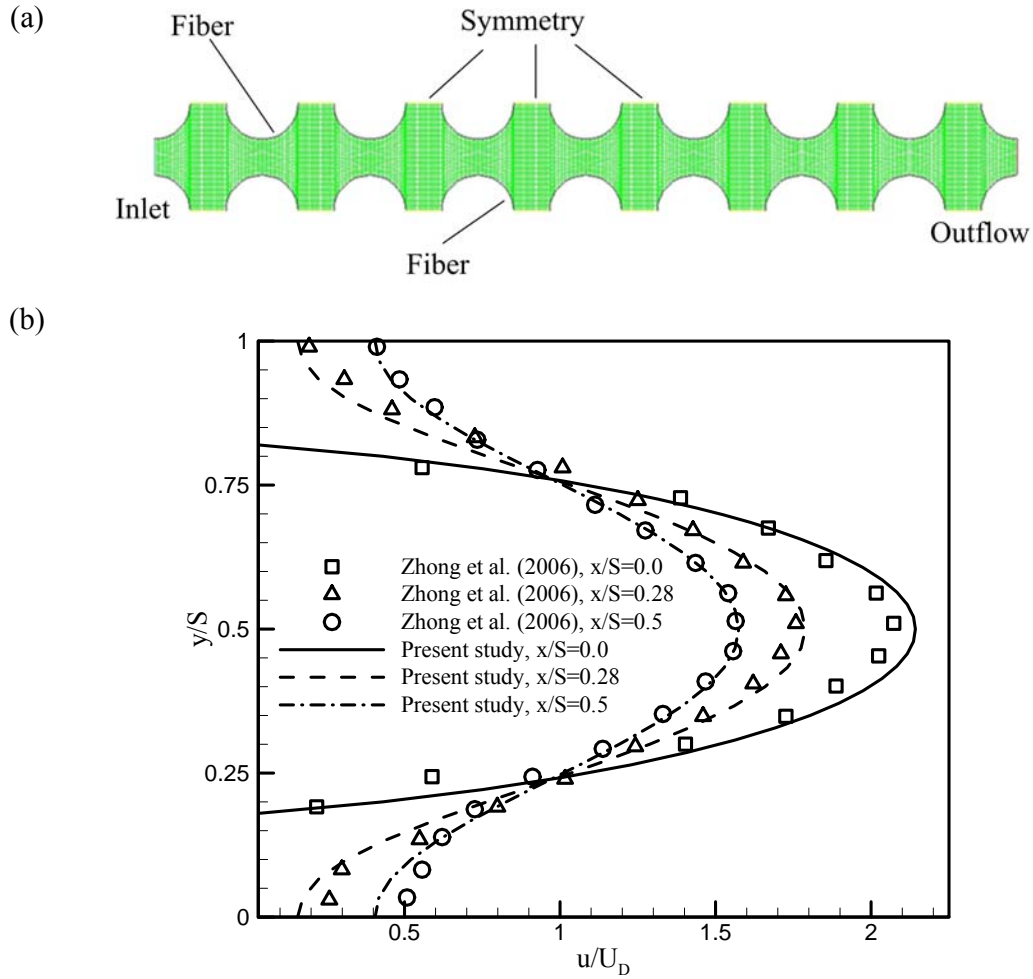 (a)
Fiber
Symmetry
Inlet
Fiber
Outflow
(b)
1
0.75
0.5
0.25
0
y/S
Zhong et al. (2006), x/S=0.0
Zhong et al. (2006), x/S=0.28
Zhong et al. (2006), x/S=0.5
Present study, x/S=0.0
Present study, x/S=0.28
Present study, x/S=0.5
0.5
1
1.5
2
u/U_D